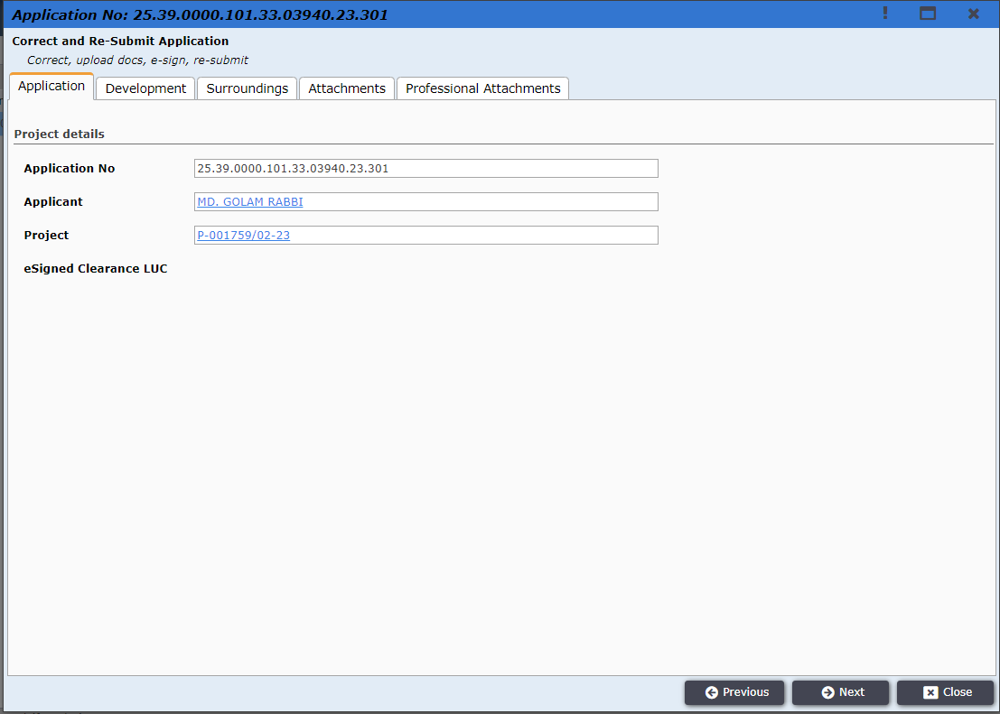 Application No: 25.39.0000.101.33.03940.23.301
Correct and Re-Submit Application
Correct, upload docs, e-sign, re-submit
Application Development Surroundings Attachments Professional Attachments
Project details
Application No 25.39.0000.101.33.03940.23.301
Applicant MD. GOLAM RABBI
Project P-001759/02-23
eSigned Clearance LUC
Previous Next Close